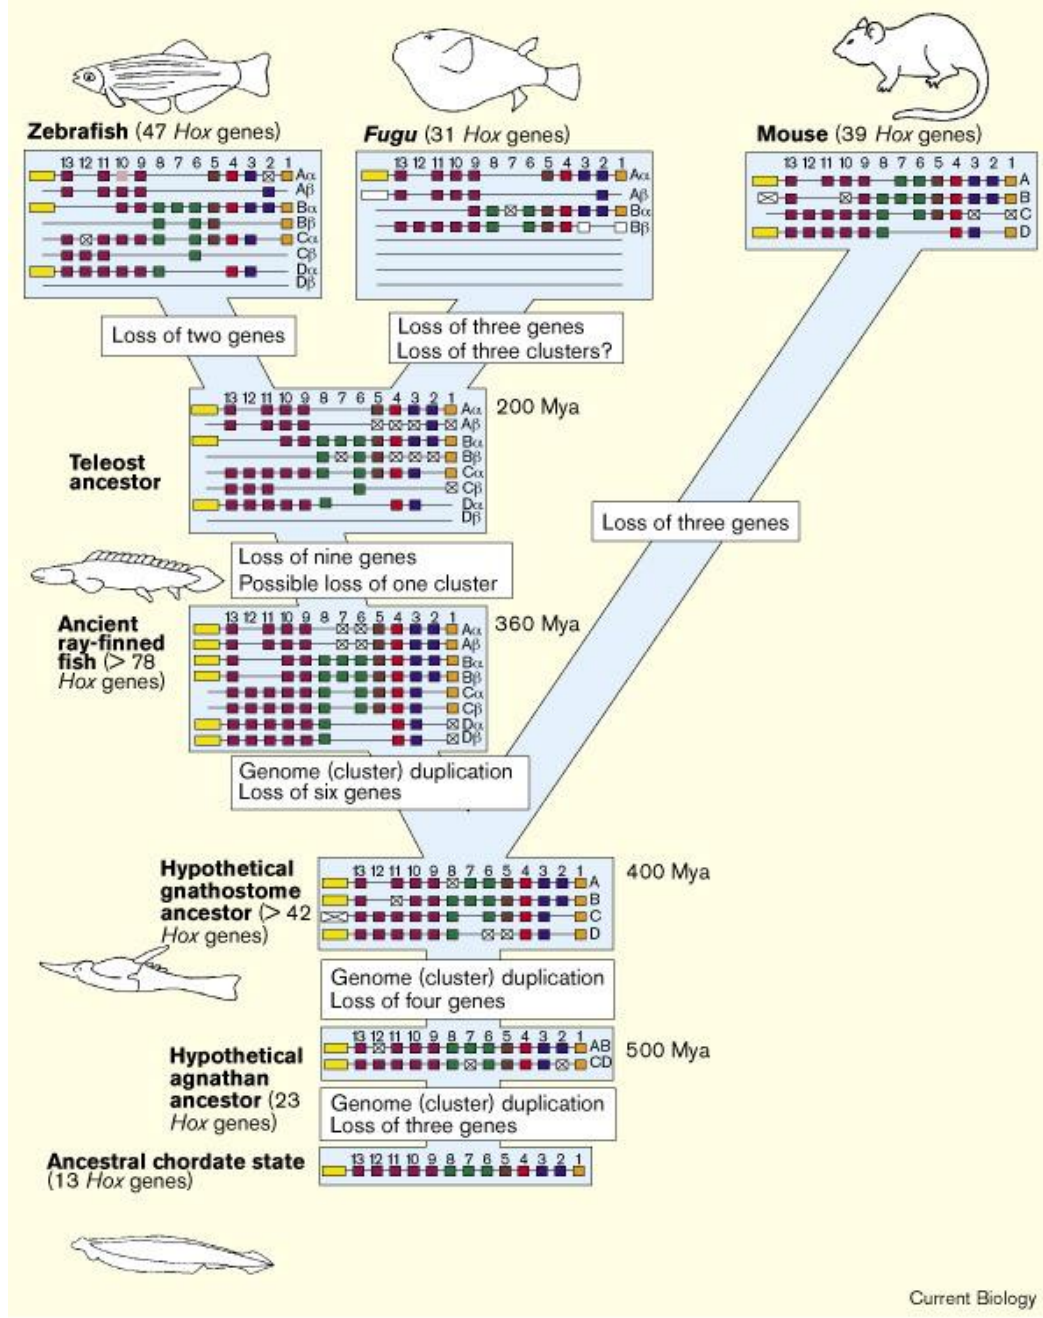 Zebrafish (47 Hox genes)
Fugu (31 Hox genes)
Mouse (39 Hox genes)
13 12 11 10 9 8 7 6 5 4 3 2 1
Aα
Aβ
Bα
Bβ
Cα
Cβ
Dα
Dβ
13 12 11 10 9 8 7 6 5 4 3 2 1
Aα
Aβ
Bα
Bβ
13 12 11 10 9 8 7 6 5 4 3 2 1
A
B
C
D
Loss of two genes
Loss of three genes
Loss of three clusters?
13 12 11 10 9 8 7 6 5 4 3 2 1
Aα
Aβ
Bα
Bβ
Cα
Cβ
Dα
Dβ
200 Mya
Teleost
ancestor
Loss of three genes
Loss of nine genes
Possible loss of one cluster
Ancient
ray-finned
fish (> 78
Hox genes)
13 12 11 10 9 8 7 6 5 4 3 2 1
Aα
Aβ
Bα
Bβ
Cα
Cβ
Dα
Dβ
360 Mya
Genome (cluster) duplication
Loss of six genes
Hypothetical
gnathostome
ancestor (> 42
Hox genes)
13 12 11 10 9 8 7 6 5 4 3 2 1
A
B
C
D
400 Mya
Genome (cluster) duplication
Loss of four genes
Hypothetical
agnathan
ancestor (23
Hox genes)
13 12 11 10 9 8 7 6 5 4 3 2 1
AB
CD
500 Mya
Genome (cluster) duplication
Loss of three genes
Ancestral chordate state
(13 Hox genes)
13 12 11 10 9 8 7 6 5 4 3 2 1
Current Biology